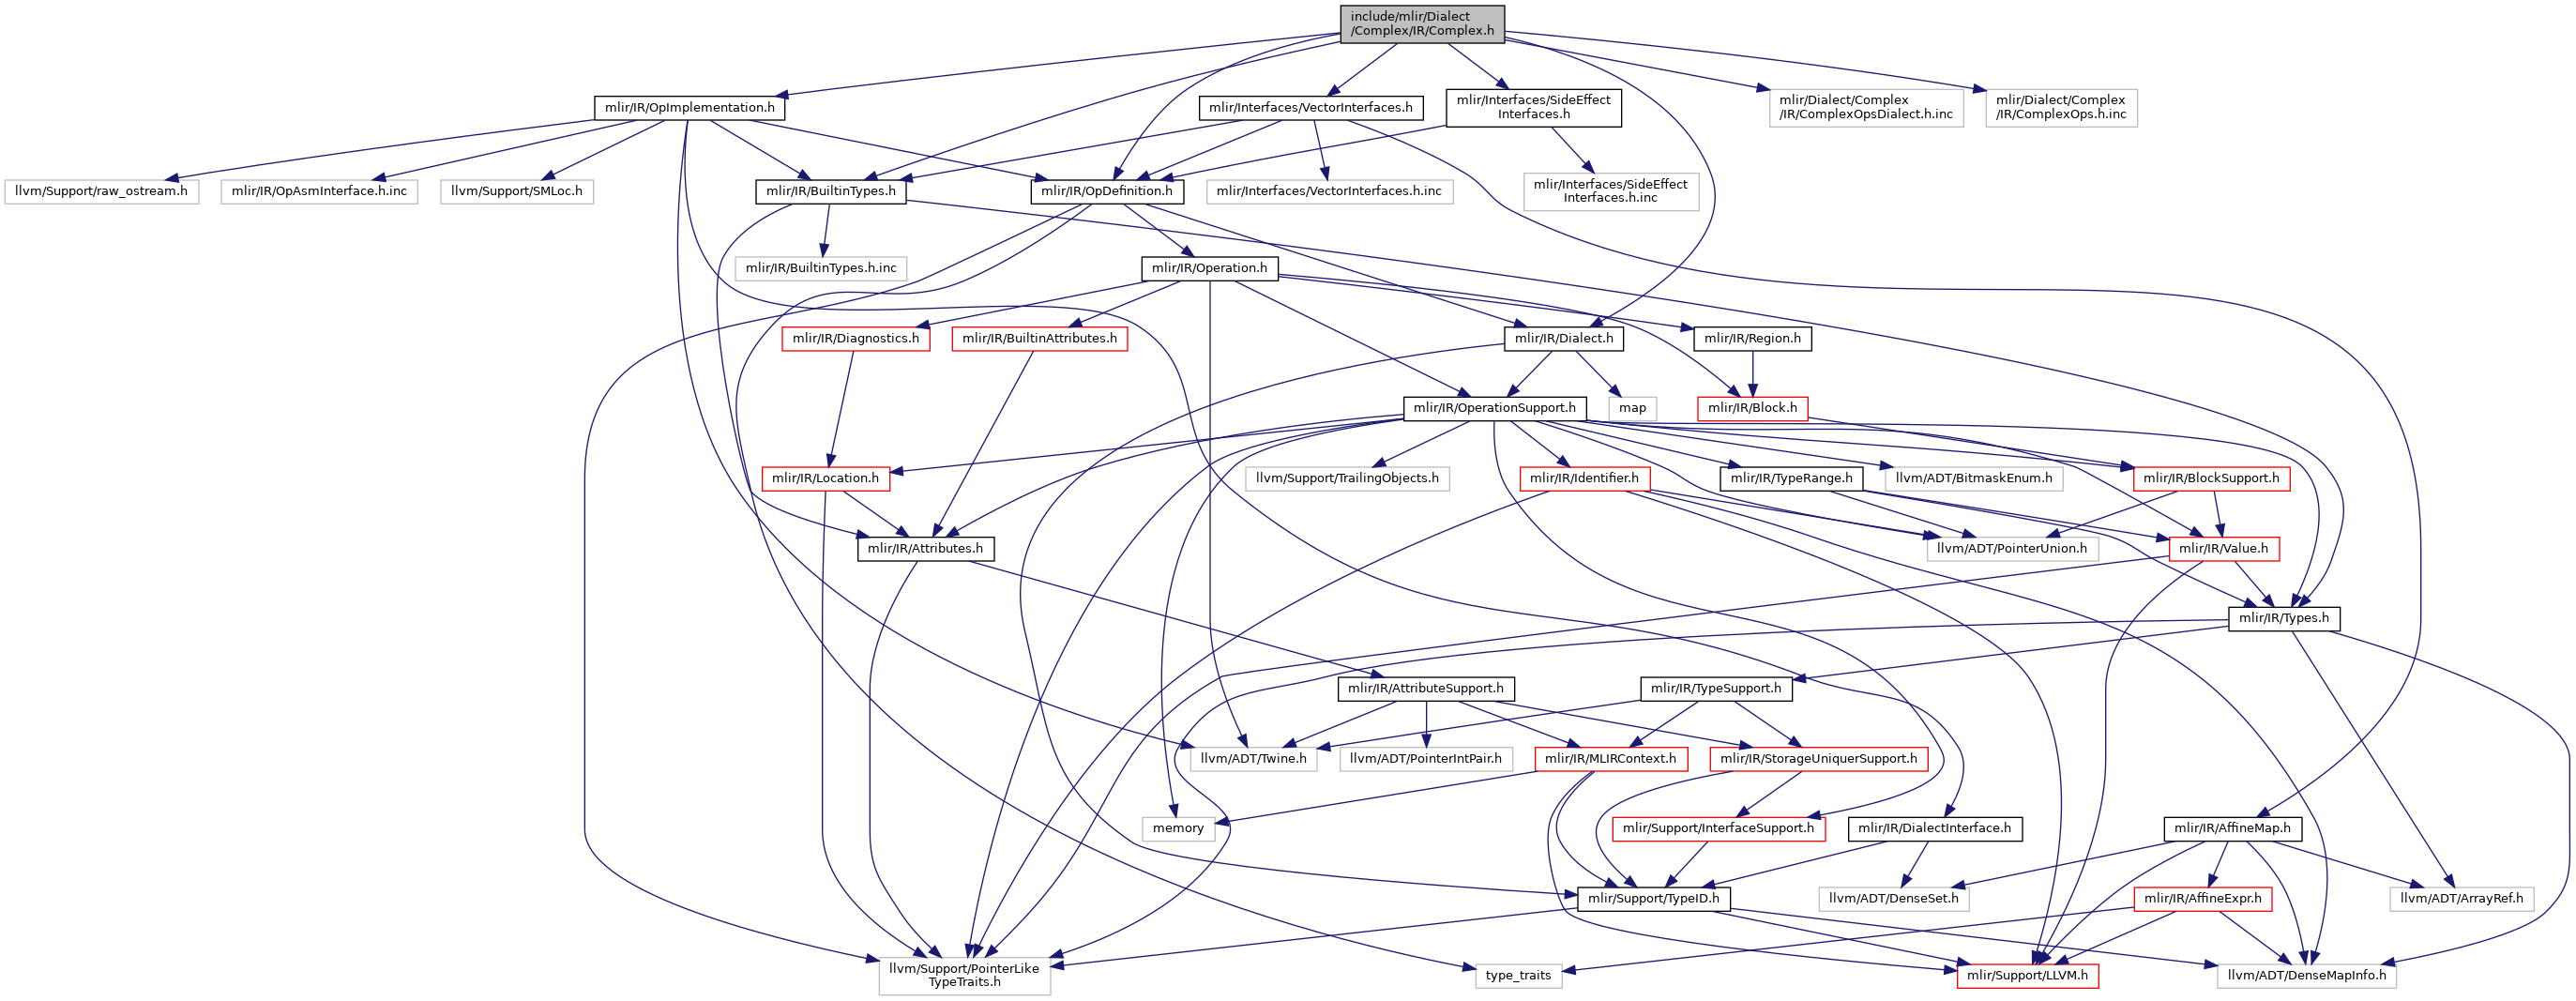 include/mlir/Dialect
/Complex/IR/Complex.h
mlir/IR/OpImplementation.h
mlir/Interfaces/VectorInterfaces.h
mlir/Interfaces/SideEffect
Interfaces.h
mlir/Dialect/Complex
/IR/ComplexOpsDialect.h.inc
mlir/Dialect/Complex
/IR/ComplexOps.h.inc
llvm/Support/raw_ostream.h
mlir/IR/OpAsmInterface.h.inc
llvm/Support/SMLoc.h
mlir/IR/BuiltinTypes.h
mlir/IR/OpDefinition.h
mlir/Interfaces/VectorInterfaces.h.inc
mlir/Interfaces/SideEffect
Interfaces.h.inc
mlir/IR/BuiltinTypes.h.inc
mlir/IR/Operation.h
mlir/IR/Diagnostics.h
mlir/IR/BuiltinAttributes.h
mlir/IR/Dialect.h
mlir/IR/Region.h
mlir/IR/OperationSupport.h
map
mlir/IR/Block.h
mlir/IR/Location.h
llvm/Support/TrailingObjects.h
mlir/IR/Identifier.h
mlir/IR/TypeRange.h
llvm/ADT/BitmaskEnum.h
mlir/IR/BlockSupport.h
mlir/IR/Attributes.h
llvm/ADT/PointerUnion.h
mlir/IR/Value.h
mlir/IR/Types.h
mlir/IR/AttributeSupport.h
mlir/IR/TypeSupport.h
llvm/ADT/Twine.h
llvm/ADT/PointerIntPair.h
mlir/IR/MLIRContext.h
mlir/IR/StorageUniquerSupport.h
memory
mlir/Support/InterfaceSupport.h
mlir/IR/DialectInterface.h
mlir/IR/AffineMap.h
mlir/Support/TypeID.h
llvm/ADT/DenseSet.h
mlir/IR/AffineExpr.h
llvm/ADT/ArrayRef.h
llvm/Support/PointerLike
TypeTraits.h
type_traits
mlir/Support/LLVM.h
llvm/ADT/DenseMapInfo.h